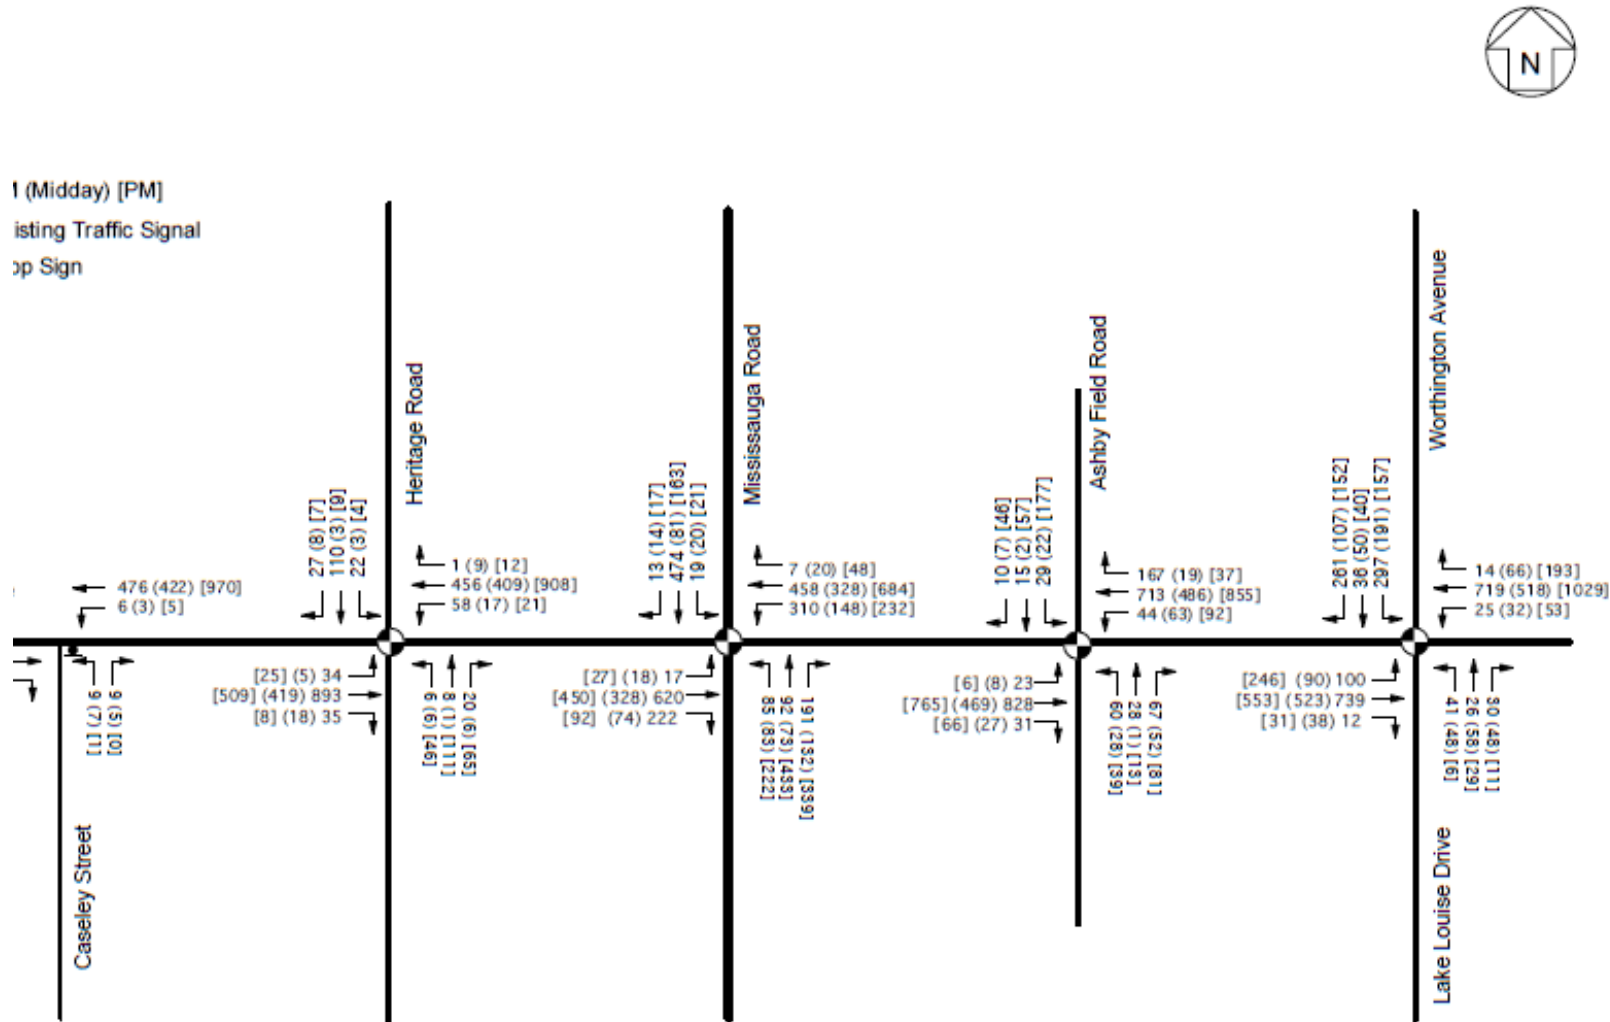 N
(Midday) [PM]
isting Traffic Signal
op Sign
Heritage Road
Mississauga Road
Ashby Field Road
Worthington Avenue
476 (422) [970]
6 (3) [5]
27 (8) [7]
110 (3) [9]
22 (3) [4]
1 (9) [12]
456 (409) [908]
58 (17) [21]
13 (14) [17]
474 (81) [163]
19 (20) [21]
7 (20) [48]
458 (328) [684]
310 (148) [232]
10 (7) [46]
15 (2) [57]
29 (22) [177]
167 (19) [37]
713 (486) [855]
44 (63) [92]
261 (107) [152]
36 (50) [40]
297 (191) [157]
14 (66) [193]
719 (518) [1029]
25 (32) [53]
9 (7) [1]
9 (5) [0]
[25] (5) 34
[509] (419) 893
[8] (18) 35
6 (6) [46]
8 (1) [111]
20 (6) [65]
[27] (18) 17
[450] (328) 620
[92] (74) 222
85 (83) [222]
92 (73) [433]
191 (132) [339]
[6] (8) 23
[765] (469) 828
[66] (27) 31
60 (28) [39]
28 (1) [13]
67 (52) [81]
[246] (90) 100
[553] (523) 739
[31] (38) 12
41 (48) [6]
26 (58) [29]
30 (48) [11]
Caseley Street
Lake Louise Drive